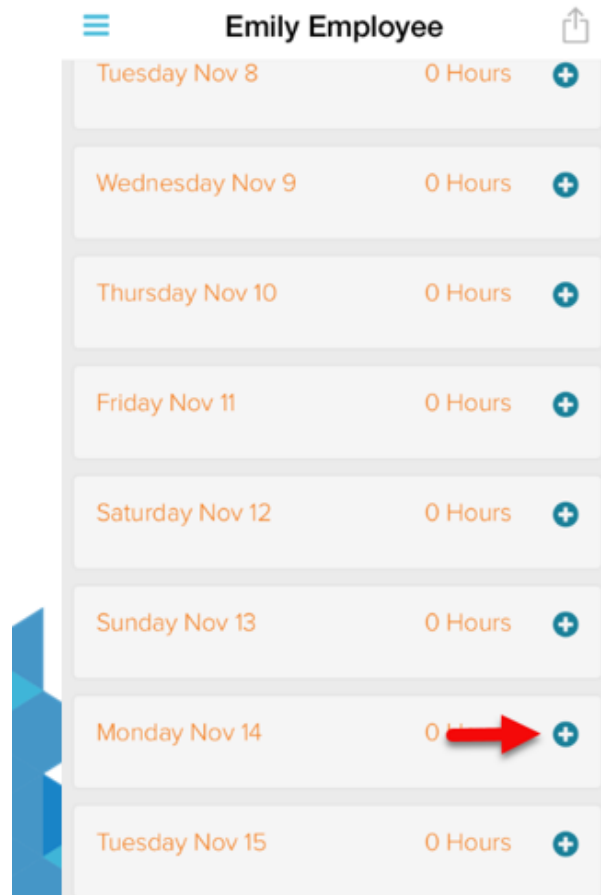 Emily Employee
Tuesday Nov 8 0 Hours
Wednesday Nov 9 0 Hours
Thursday Nov 10 0 Hours
Friday Nov 11 0 Hours
Saturday Nov 12 0 Hours
Sunday Nov 13 0 Hours
Monday Nov 14 0
Tuesday Nov 15 0 Hours